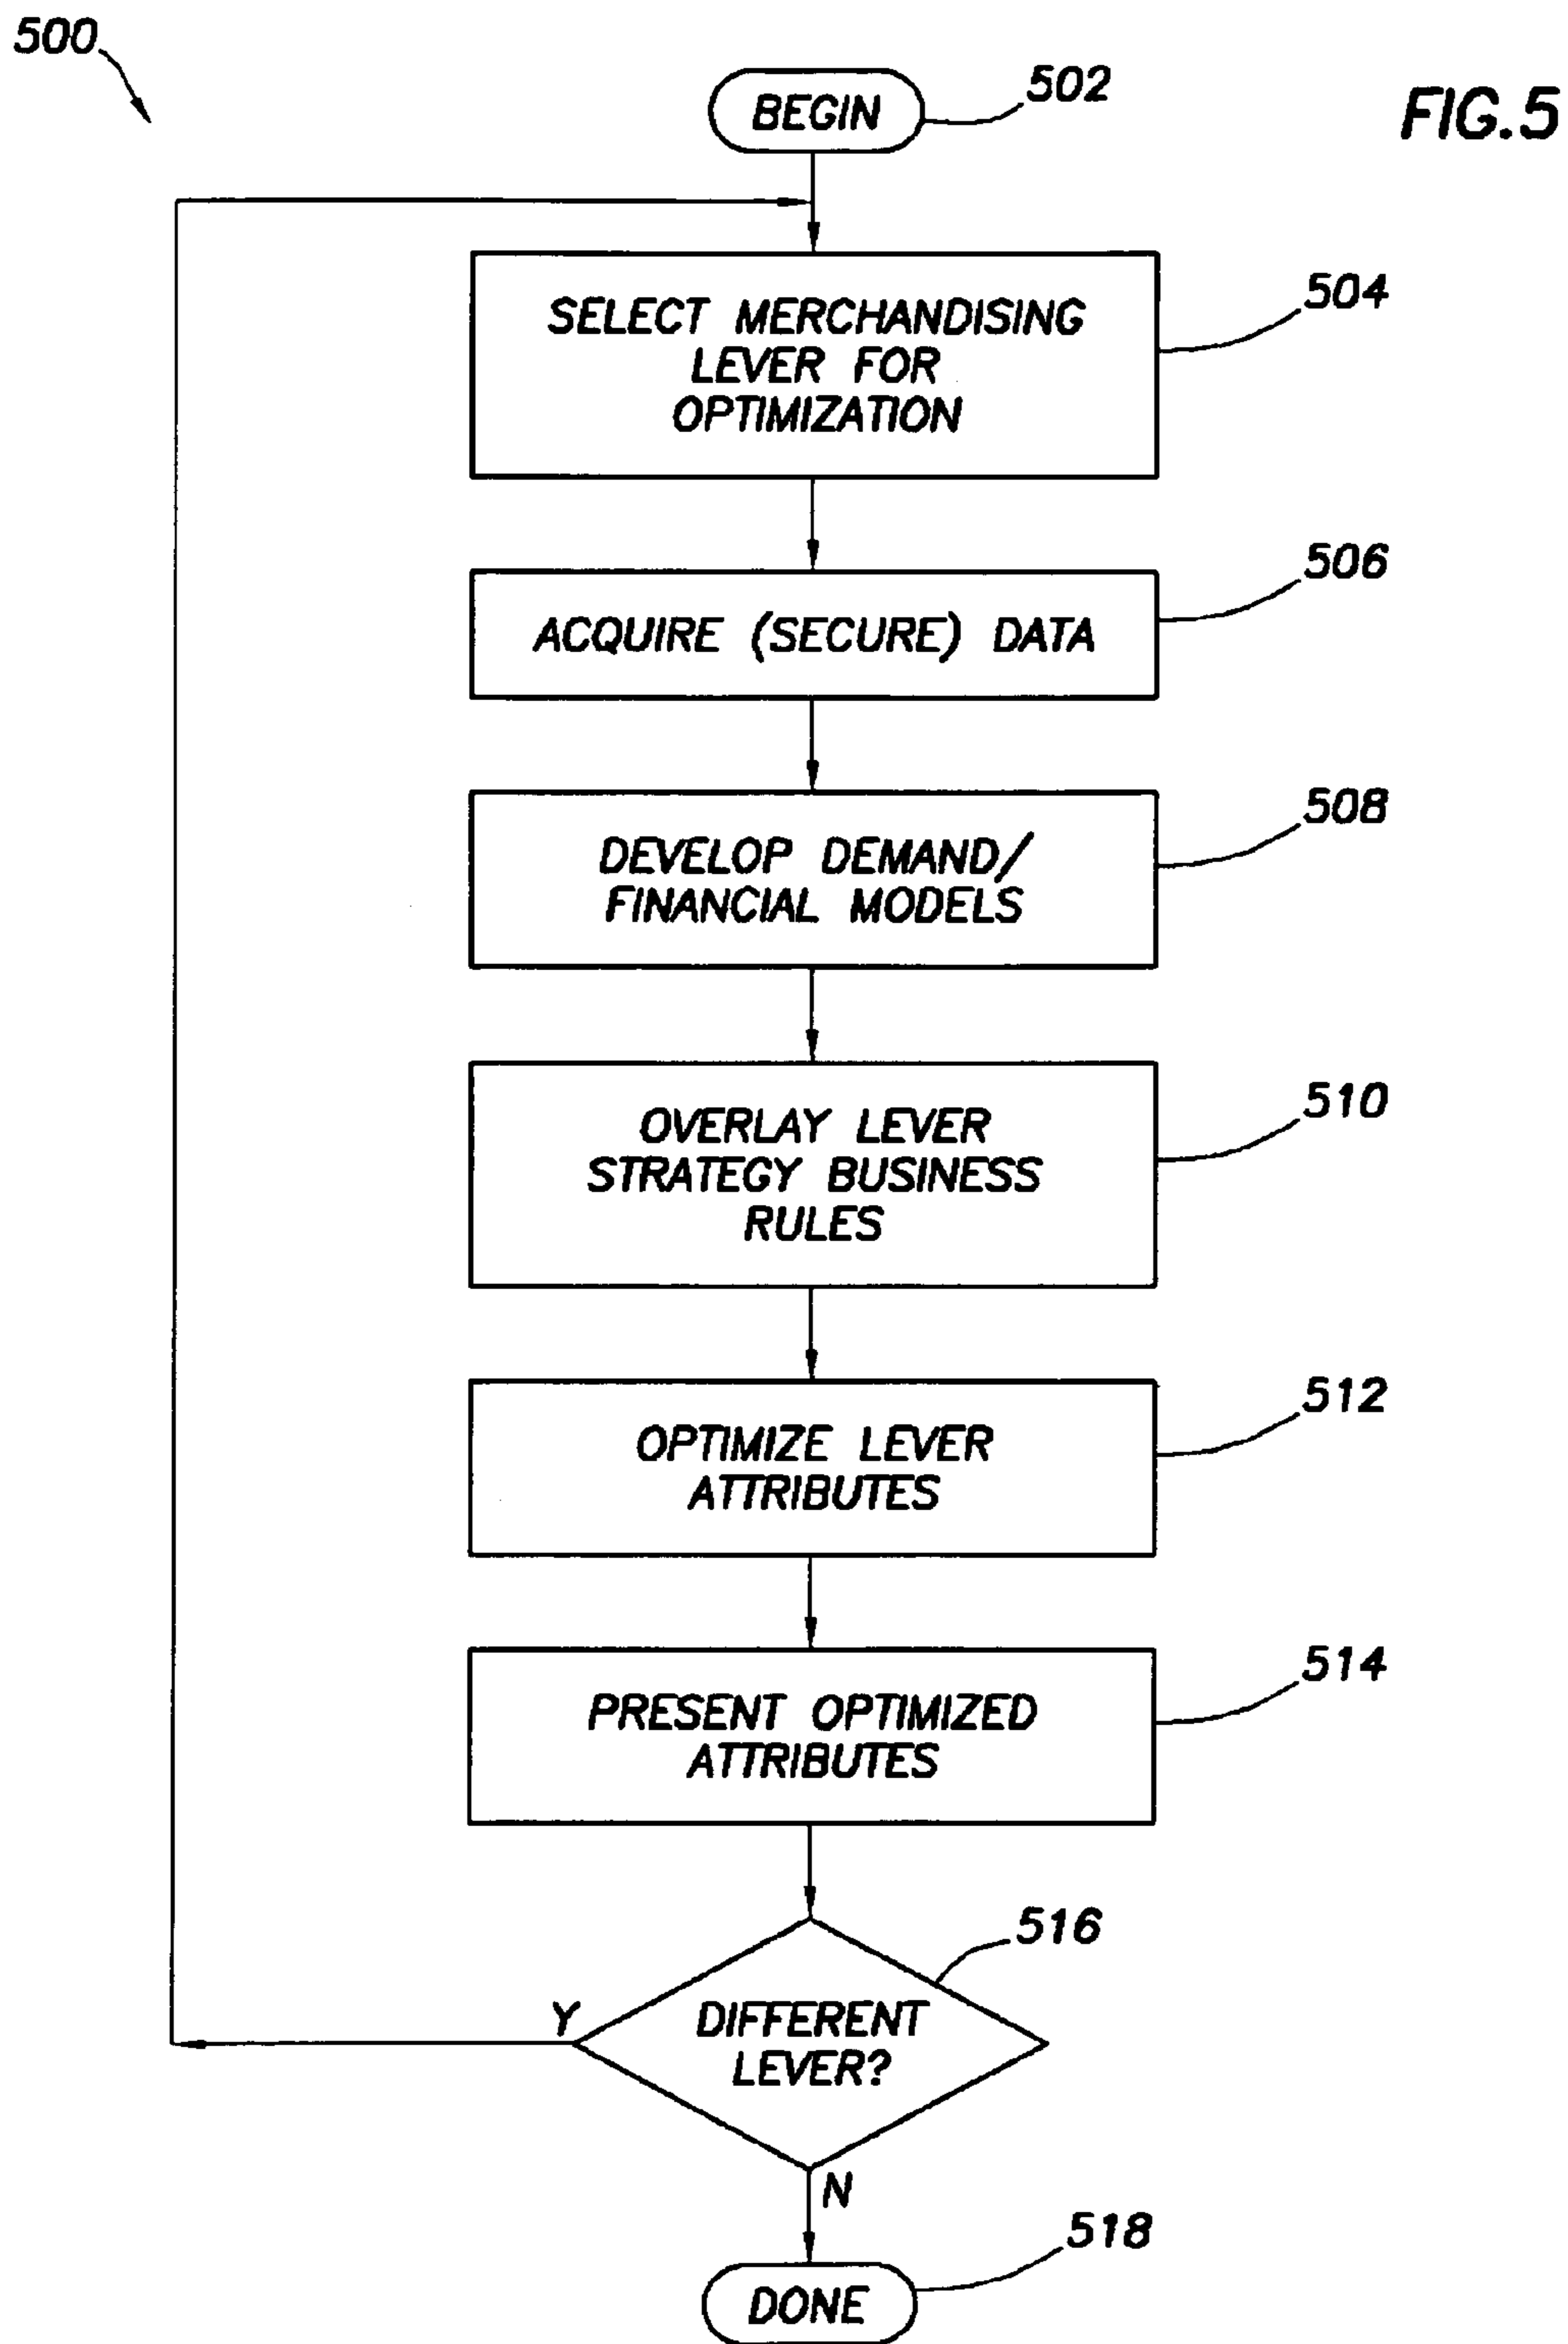 500
BEGIN
502
FIG.5
SELECT MERCHANDISING
LEVER FOR
OPTIMIZATION
504
ACQUIRE (SECURE) DATA
506
DEVELOP DEMAND/
FINANCIAL MODELS
508
OVERLAY LEVER
STRATEGY BUSINESS
RULES
510
OPTIMIZE LEVER
ATTRIBUTES
512
PRESENT OPTIMIZED
ATTRIBUTES
514
DIFFERENT
LEVER?
516
Y
N
DONE
518